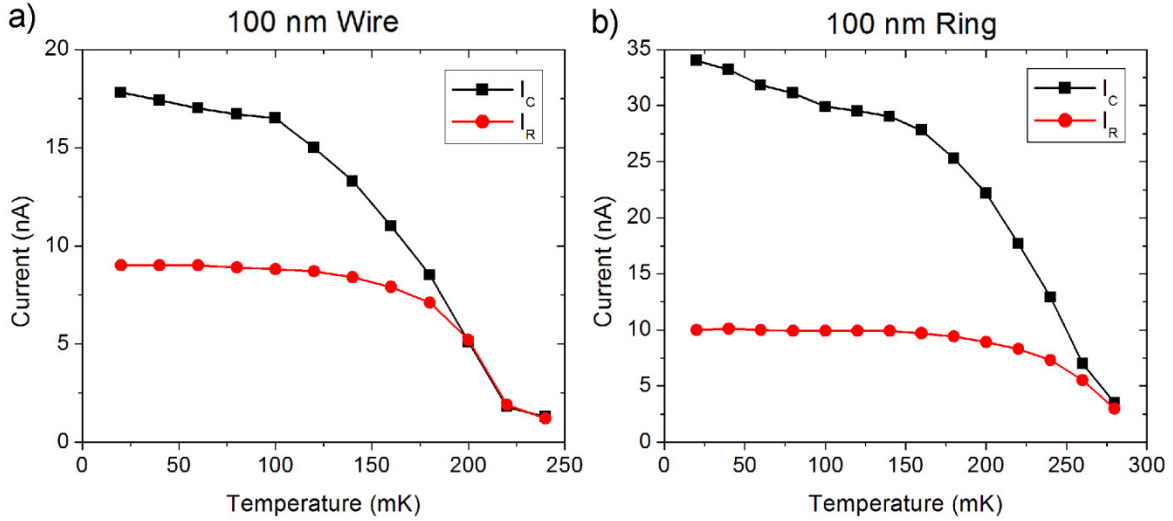 a)
100 nm Wire
20
15
10
5
0
Current (nA)
0
50
100
150
200
250
Temperature (mK)
I_C
I_R
b)
100 nm Ring
35
30
25
20
15
10
5
0
Current (nA)
0
50
100
150
200
250
300
Temperature (mK)
I_C
I_R